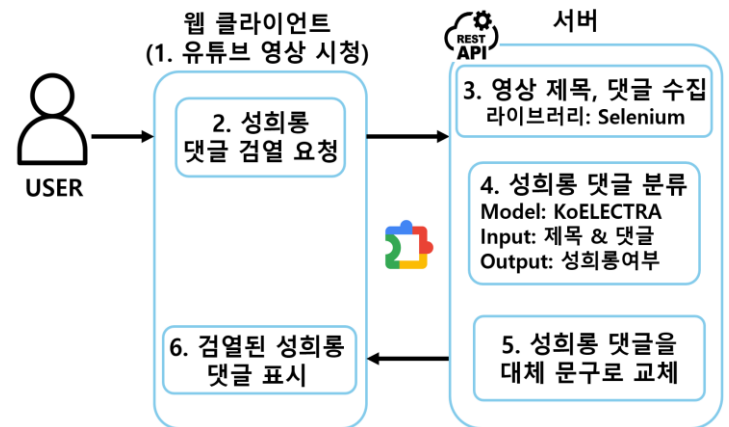 웹 클라이언트
(1. 유튜브 영상 시청)
USER
2. 성희롱
댓글 검열 요청
6. 검열된 성희롱
댓글 표시
REST
API
서버
3. 영상 제목, 댓글 수집
라이브러리: Selenium
4. 성희롱 댓글 분류
Model: KoELECTRA
Input: 제목 & 댓글
Output: 성희롱여부
5. 성희롱 댓글을
대체 문구로 교체